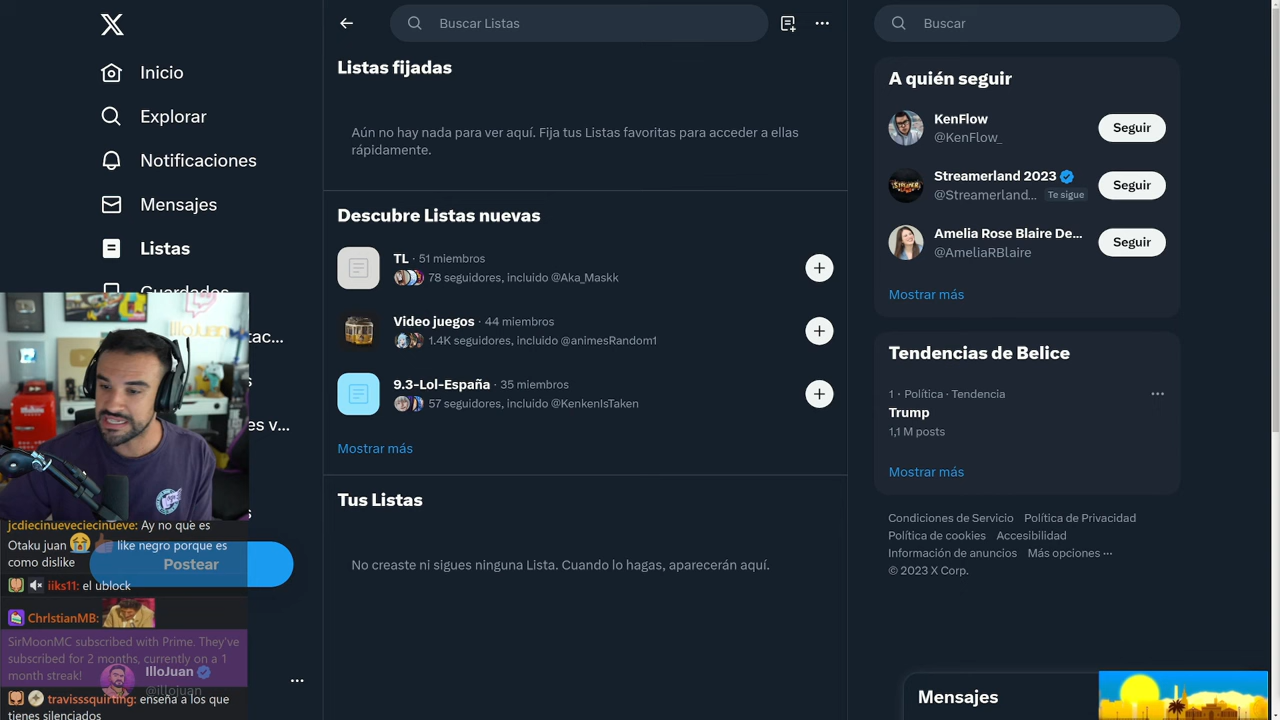 Inicio
Explorar
Notificaciones
Mensajes
Listas
Guardados
tac...
s
es v...
s
jcdiecinueveciecinueve: Ay no que es
Otaku juan like negro porque es
como dislike
Postear
iiks11: el ublock
ChrIstianMB:
SirMoonMC subscribed with Prime. They've
subscribed for 2 months, currently on a 1
month streak!
IlloJuan
@illojuan
travisssquirting: enseña a los que
tienes silenciados
Buscar Listas
Listas fijadas
Aún no hay nada para ver aquí. Fija tus Listas favoritas para acceder a ellas
rápidamente.
Descubre Listas nuevas
TL · 51 miembros
78 seguidores, incluido @Aka_Maskk
Video juegos · 44 miembros
1.4K seguidores, incluido @animesRandom1
9.3-Lol-España · 35 miembros
57 seguidores, incluido @KenkenIsTaken
Mostrar más
Tus Listas
No creaste ni sigues ninguna Lista. Cuando lo hagas, aparecerán aquí.
Buscar
A quién seguir
KenFlow
@KenFlow_
Seguir
Streamerland 2023
@Streamerland... Te sigue
Seguir
Amelia Rose Blaire De...
@AmeliaRBlaire
Seguir
Mostrar más
Tendencias de Belice
1 · Política · Tendencia
Trump
1,1 M posts
Mostrar más
Condiciones de Servicio Política de Privacidad
Política de cookies Accesibilidad
Información de anuncios Más opciones ···
© 2023 X Corp.
Mensajes